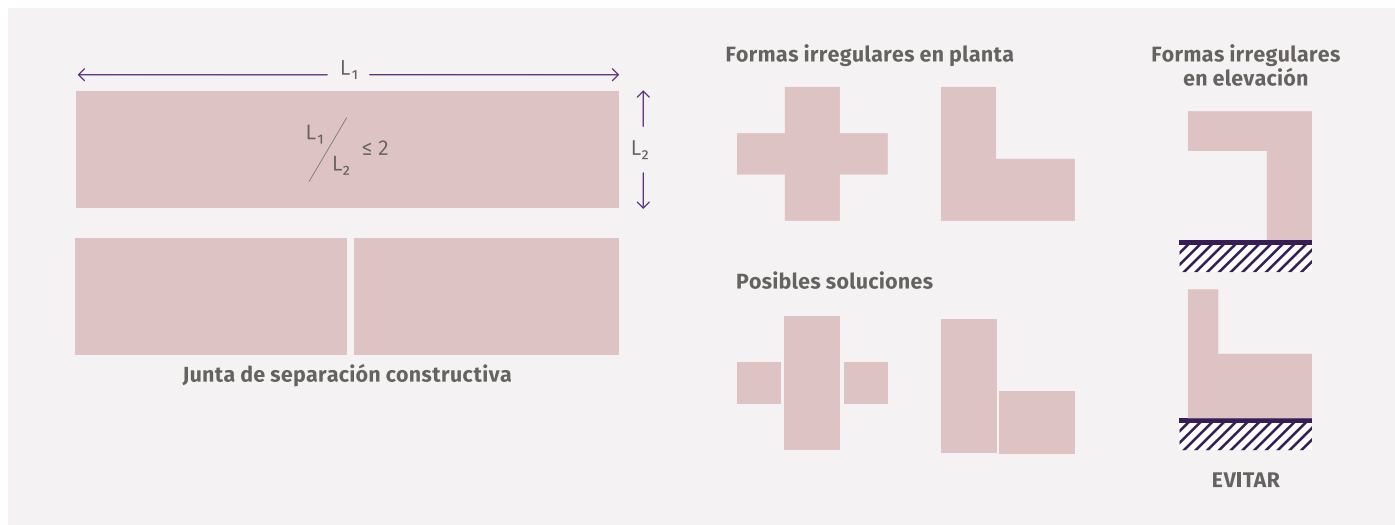 L₁
L₁/L₂ ≤ 2
L₂
Junta de separación constructiva
Formas irregulares en planta
Posibles soluciones
Formas irregulares
en elevación
EVITAR